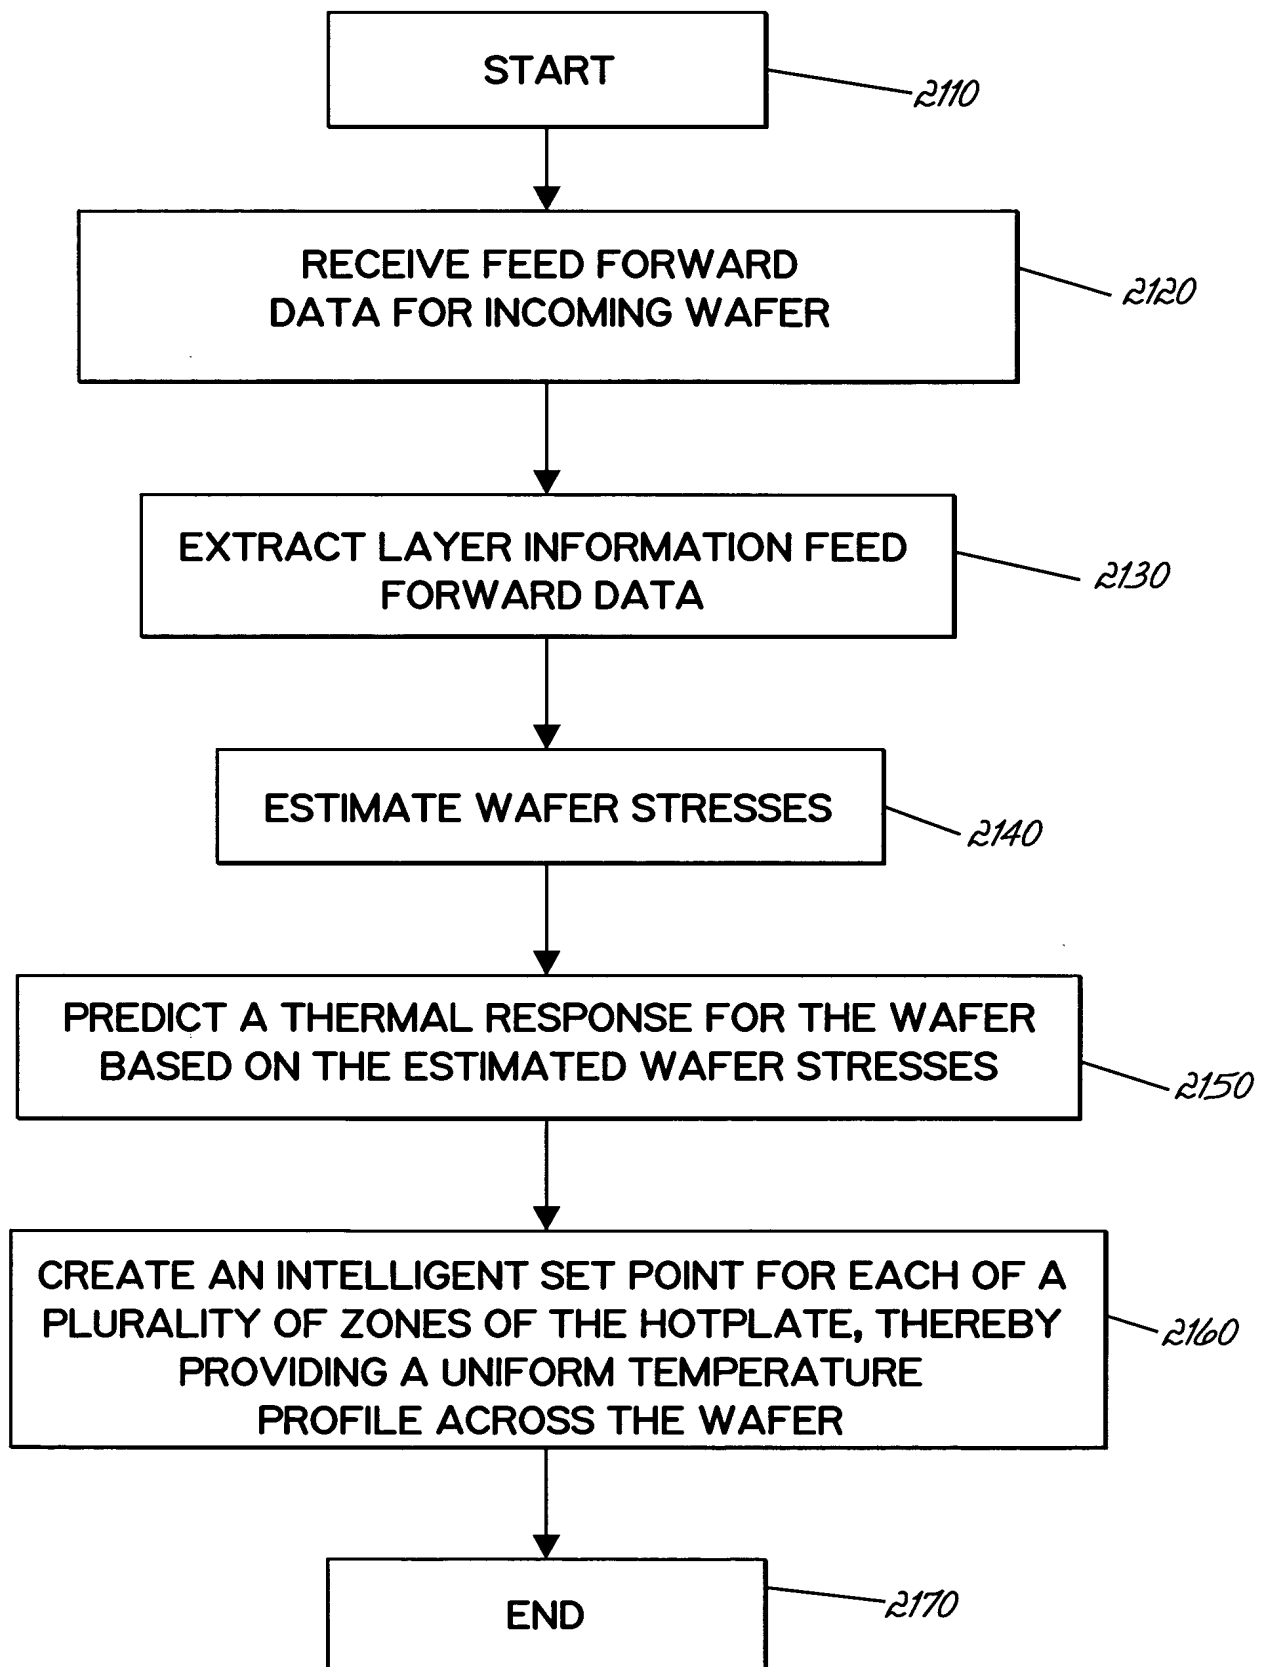 START
2110
RECEIVE FEED FORWARD
DATA FOR INCOMING WAFER
2120
EXTRACT LAYER INFORMATION FEED
FORWARD DATA
2130
ESTIMATE WAFER STRESSES
2140
PREDICT A THERMAL RESPONSE FOR THE WAFER
BASED ON THE ESTIMATED WAFER STRESSES
2150
CREATE AN INTELLIGENT SET POINT FOR EACH OF A
PLURALITY OF ZONES OF THE HOTPLATE, THEREBY
PROVIDING A UNIFORM TEMPERATURE
PROFILE ACROSS THE WAFER
2160
END
2170